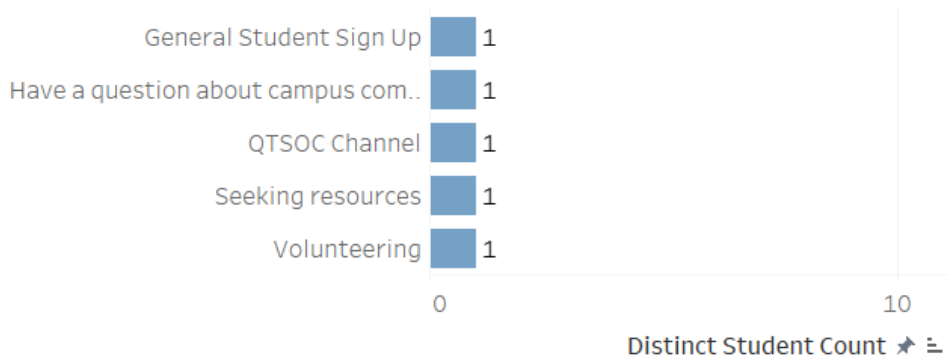 General Student Sign Up 1
Have a question about campus com.. 1
QTSOC Channel 1
Seeking resources 1
Volunteering 1
0 10
Distinct Student Count